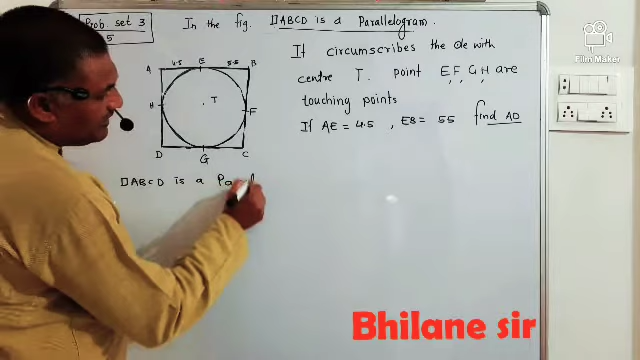 Prob. set 3
5
In the fig. □ABCD is a Parallelogram.
It circumscribes the ⊙le with
centre T. point E, F, G, H are
touching points
If AE = 4.5 , EB = 5.5 find AD
A 4.5 E 5.5 B
H T F
D G C
□ABCD is a Paral
Film Maker
Bhilane sir